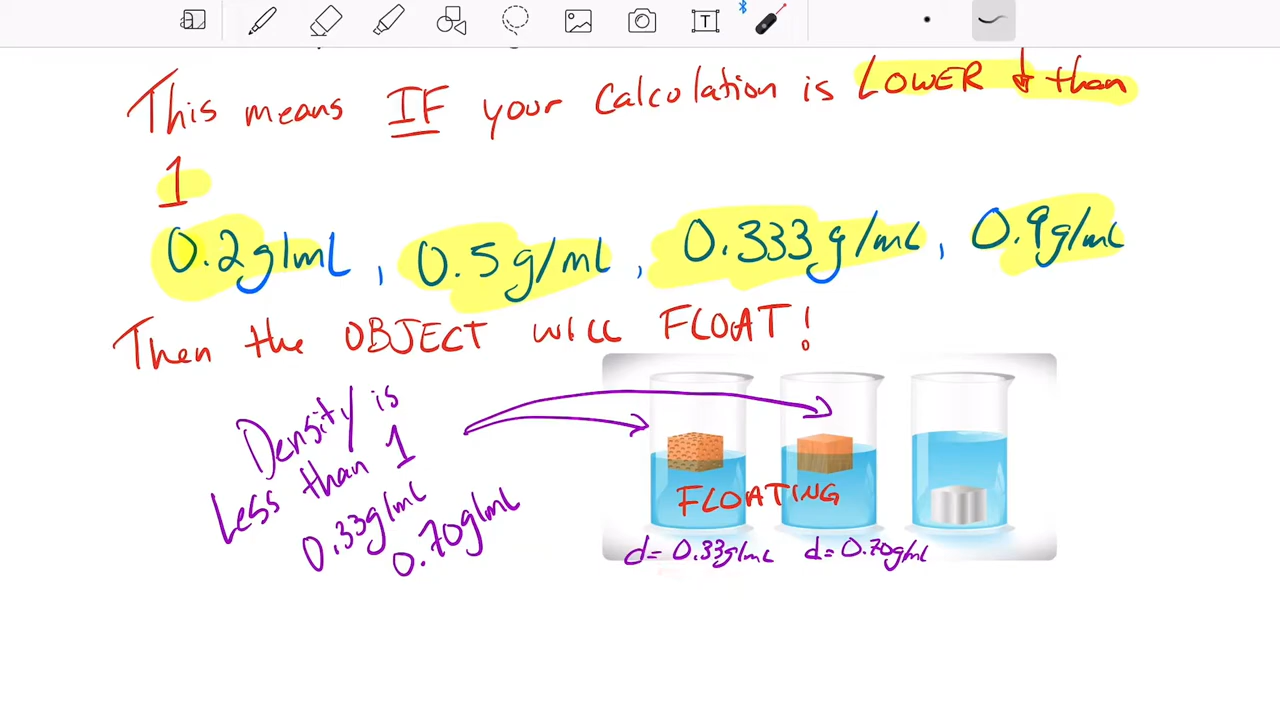 This means IF your calculation is LOWER ↓ than
1
0.2g/mL, 0.5g/mL, 0.333g/mL, 0.9g/mL
Then the OBJECT will FLOAT!
Density is
Less than 1
0.33g/mL
0.70g/mL
FLOATING
d= 0.33g/mL d= 0.70g/mL